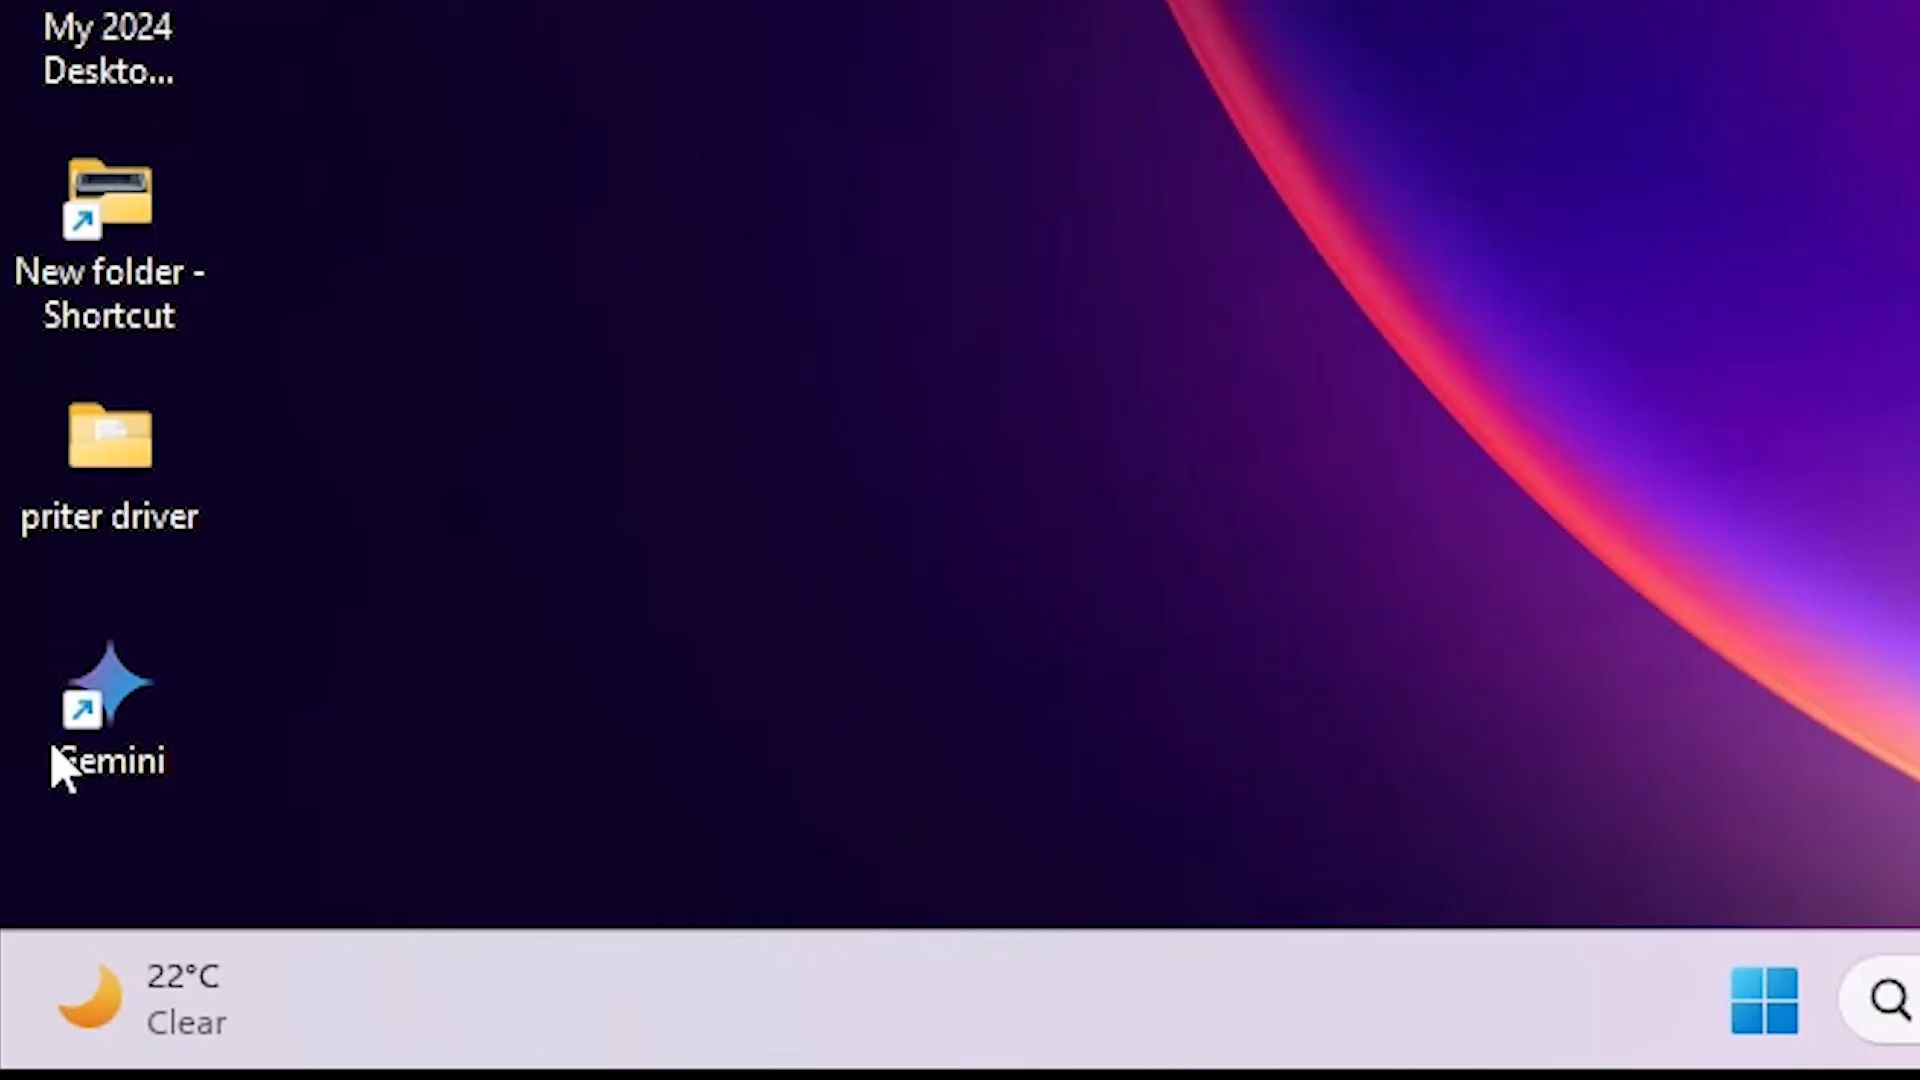 My 2024
Deskto...
New folder -
Shortcut
priter driver
Gemini
22°C
Clear